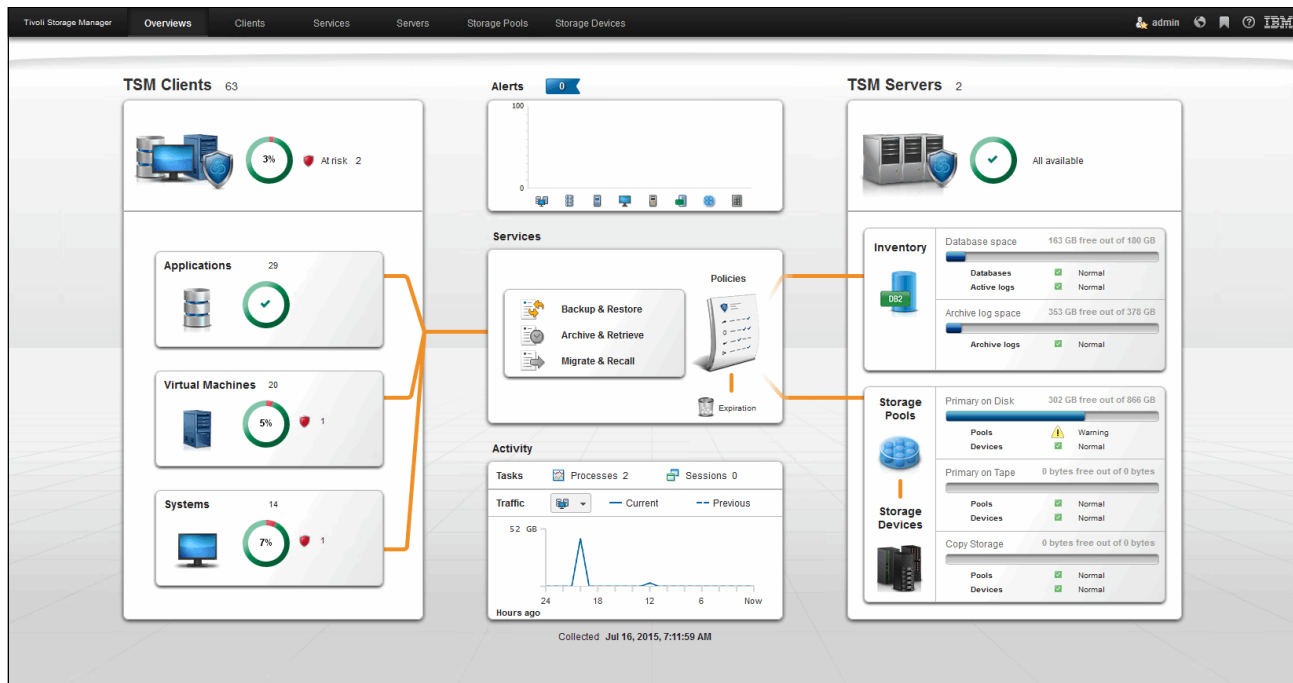 Tivoli Storage Manager Overviews Clients Services Servers Storage Pools Storage Devices admin IBM
TSM Clients 63
3% At risk 2
Applications 29
Virtual Machines 20
5% 1
Systems 14
7% 1
Alerts 0
100
0
Services
Backup & Restore
Archive & Retrieve
Migrate & Recall
Policies
Expiration
Activity
Tasks Processes 2 Sessions 0
Traffic Current Previous
52 GB
24 18 12 6 Now
Hours ago
Collected Jul 16, 2015, 7:11:59 AM
TSM Servers 2
All available
Inventory
DB2
Database space 163 GB free out of 180 GB
Databases Normal
Active logs Normal
Archive log space 353 GB free out of 378 GB
Archive logs Normal
Storage
Pools
Storage
Devices
Primary on Disk 302 GB free out of 866 GB
Pools Warning
Devices Normal
Primary on Tape 0 bytes free out of 0 bytes
Pools Normal
Devices Normal
Copy Storage 0 bytes free out of 0 bytes
Pools Normal
Devices Normal